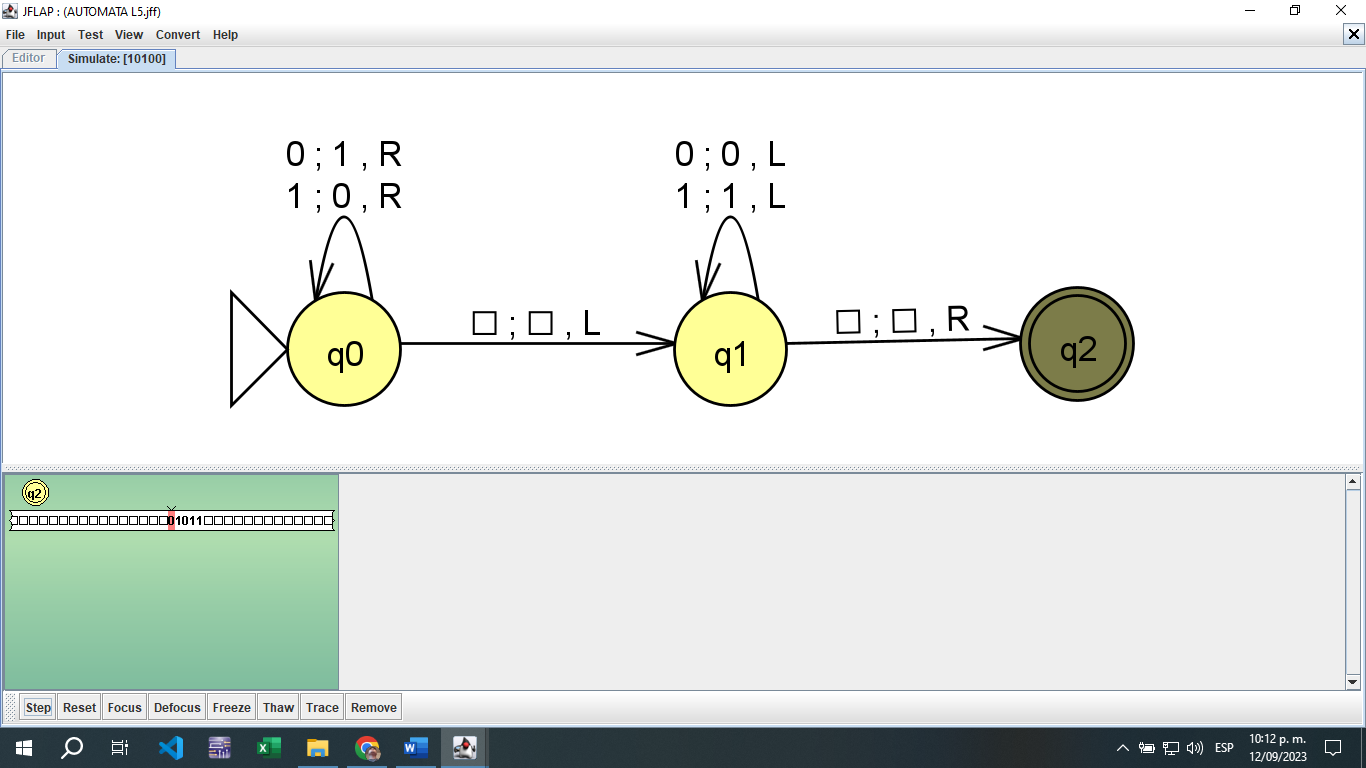 JFLAP : (AUTOMATA L5.jff)
File Input Test View Convert Help
Editor Simulate: [10100]
0 ; 1 , R
1 ; 0 , R
0 ; 0 , L
1 ; 1 , L
□ ; □ , L
□ ; □ , R
q0 q1 q2
q2
□□□□□□□□□□□□□□□□01011□□□□□□□□□□□□□
Step Reset Focus Defocus Freeze Thaw Trace Remove
ESP
10:12 p. m.
12/09/2023